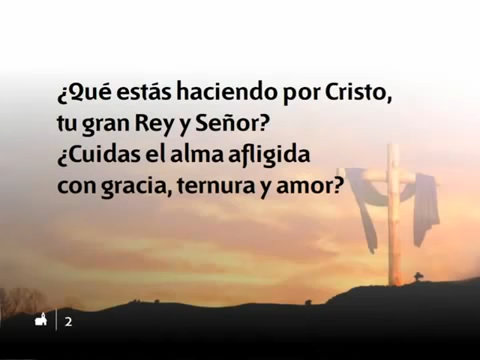 ¿Qué estás haciendo por Cristo,
tu gran Rey y Señor?
¿Cuidas el alma afligida
con gracia, ternura y amor?
2